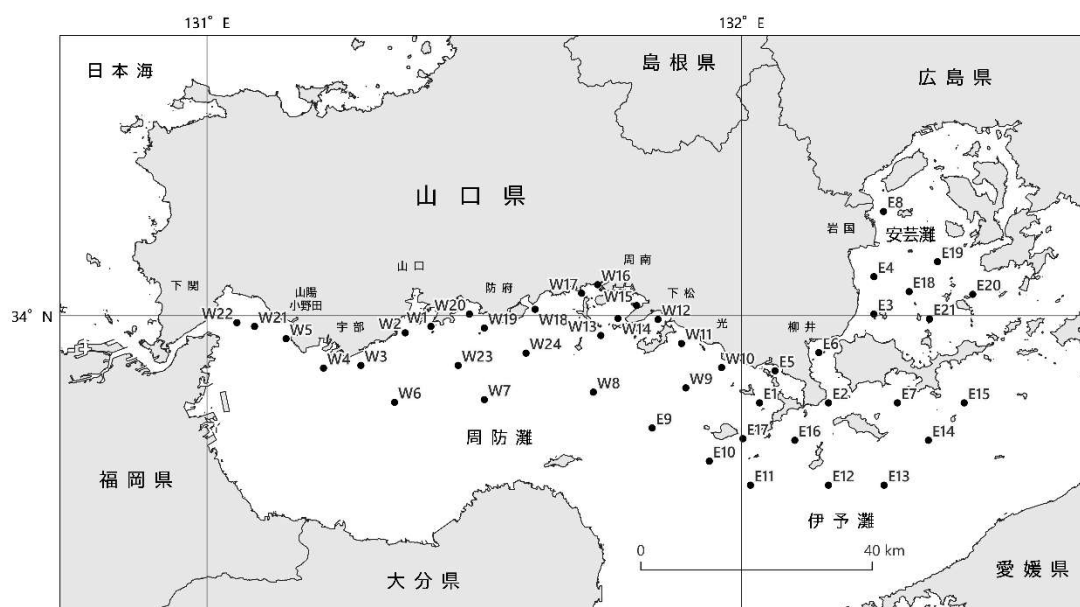 131° E
132° E
日本海
島根県
広島県
山口県
E8
岩国
安芸灘
E19
山口
周南
E4
下関
W16
W17
E18
E20
山陽
小野田
防府
W15
下松
W22
W21
W20
W1
E3
34° N
W5
宇部
W2
W19
W18
W13
W14
W12
E21
光
柳井
W11
E6
W4
W3
W23
W24
W10
E5
W6
W7
W8
W9
E1
E2
E7
E15
E9
周防灘
E17
E16
E14
E10
福岡県
E11
E12
E13
伊予灘
0
40 km
大分県
愛媛県